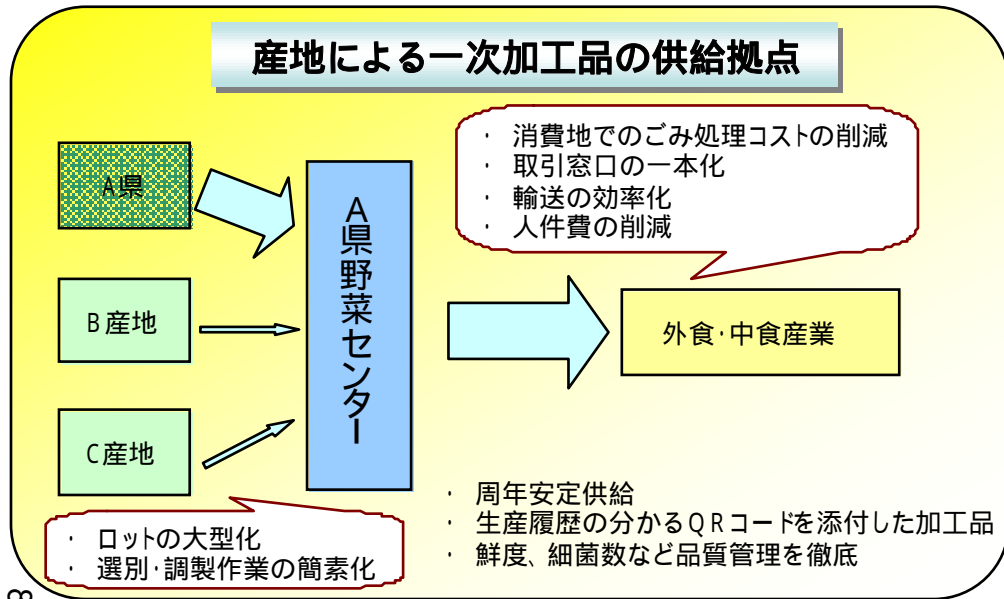 産地による一次加工品の供給拠点
・ 消費地でのごみ処理コストの削減
・ 取引窓口の一本化
・ 輸送の効率化
・ 人件費の削減
A県
B産地
C産地
A県野菜センター
外食・中食産業
・ ロットの大型化
・ 選別・調製作業の簡素化
・ 周年安定供給
・ 生産履歴の分かるQRコードを添付した加工品
・ 鮮度、細菌数など品質管理を徹底
8